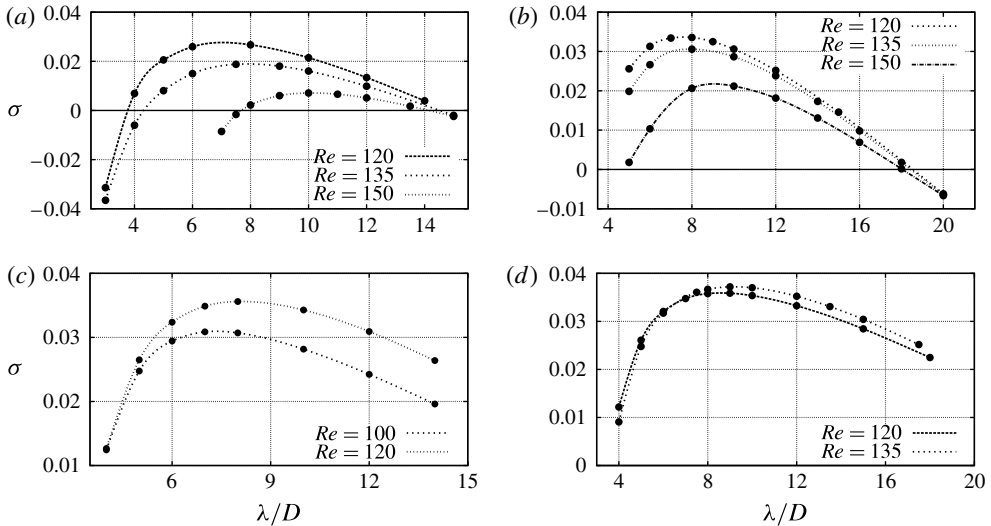 (a)
0.04
0.02
0
−0.02
−0.04
σ
Re = 120
Re = 135
Re = 150
4 6 8 10 12 14
(b)
0.04
0.03
0.02
0.01
0
−0.01
Re = 120
Re = 135
Re = 150
4 8 12 16 20
(c)
0.04
0.03
0.02
0.01
σ
Re = 100
Re = 120
6 9 12 15
λ/D
(d)
0.04
0.03
0.02
0.01
0
Re = 120
Re = 135
4 8 12 16 20
λ/D